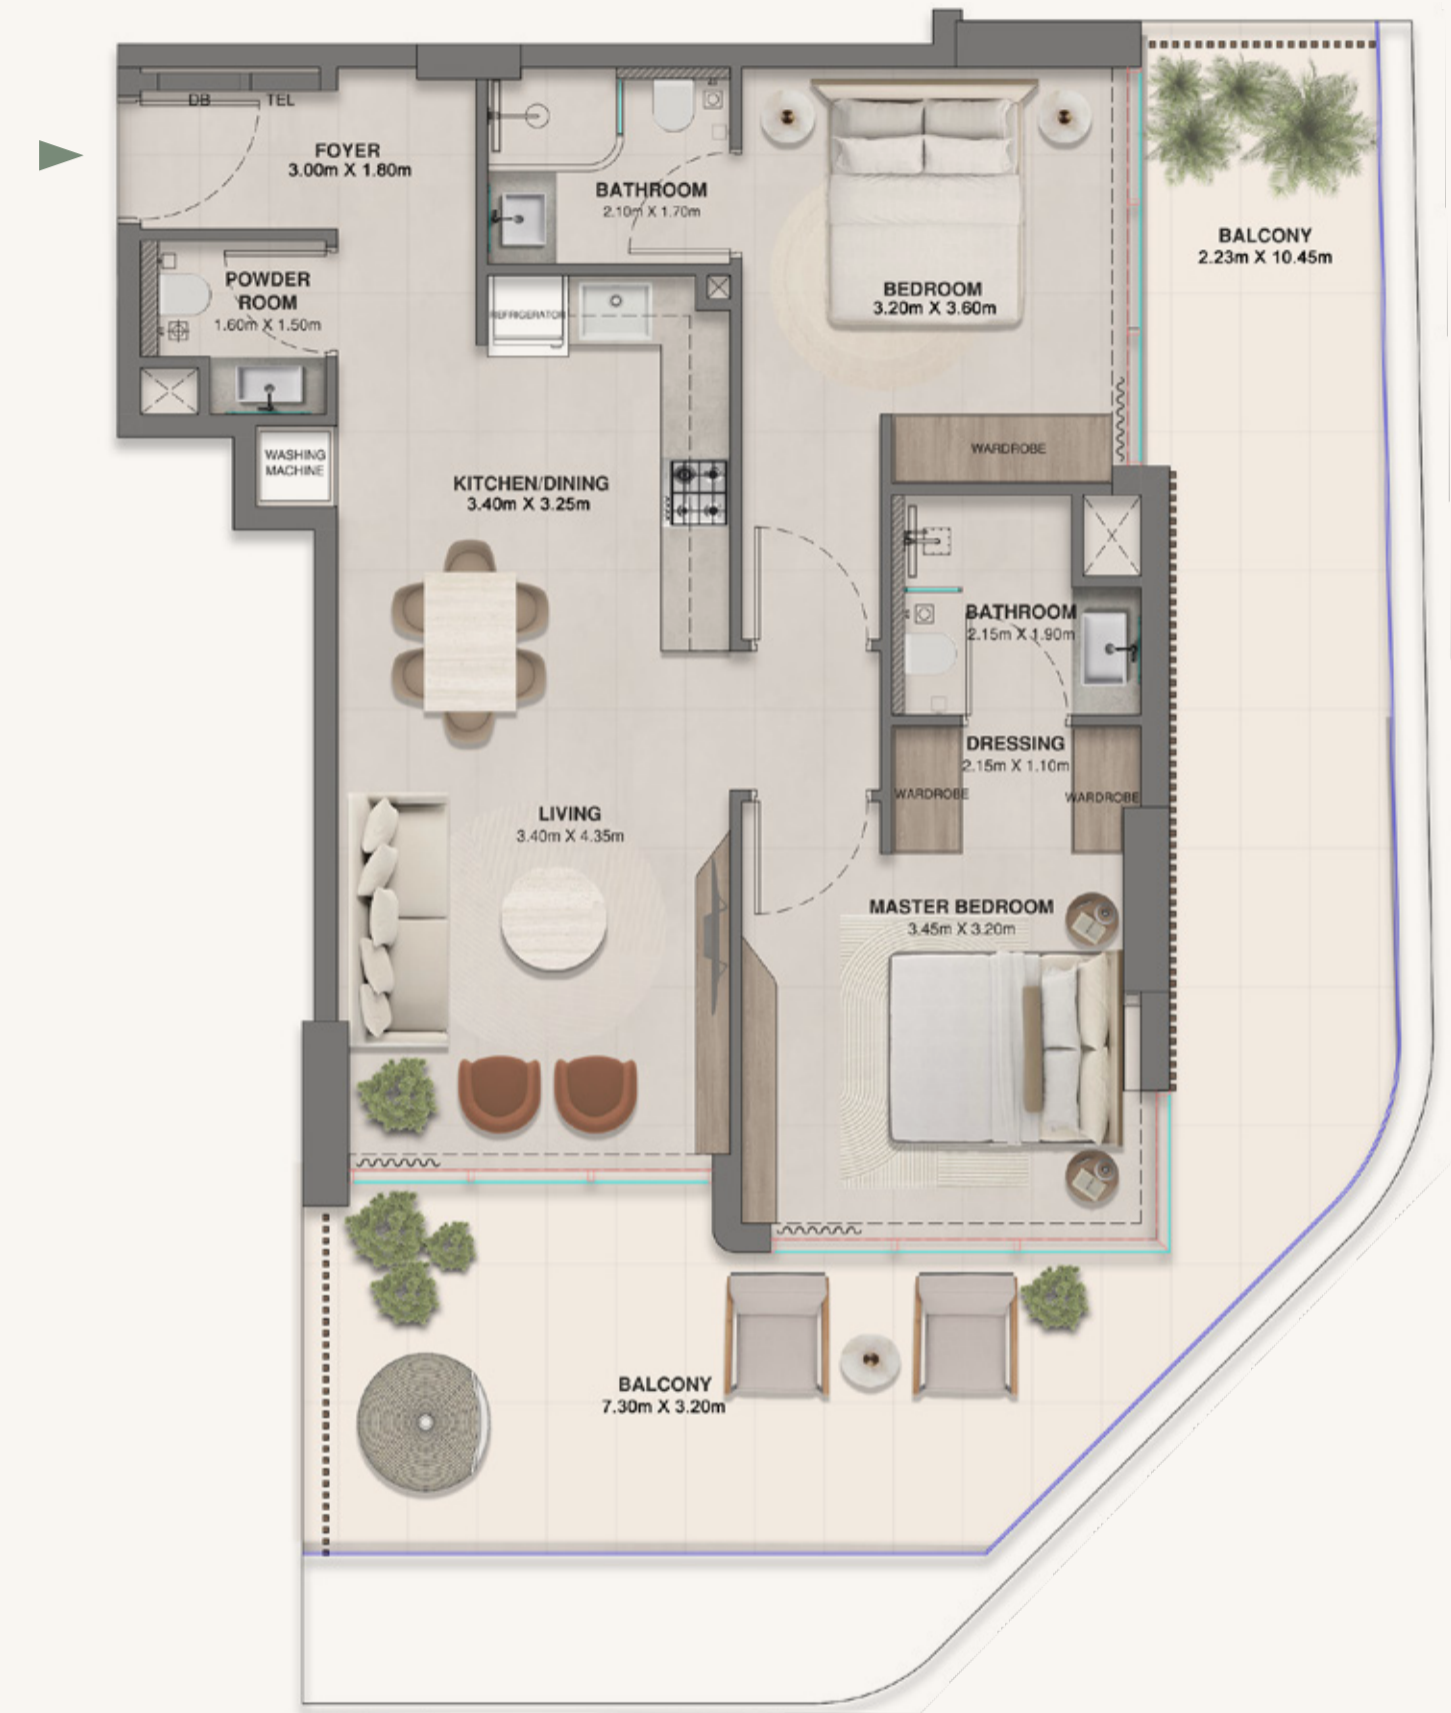 DB
TEL
FOYER
3.00m X 1.80m
BATHROOM
2.10m X 1.70m
BALCONY
2.23m X 10.45m
POWDER
ROOM
1.60m X 1.50m
REFRIGERATOR
BEDROOM
3.20m X 3.60m
WARDROBE
WASHING
MACHINE
KITCHEN/DINING
3.40m X 3.25m
BATHROOM
2.15m X 1.90m
DRESSING
2.15m X 1.10m
WARDROBE
WARDROBE
LIVING
3.40m X 4.35m
MASTER BEDROOM
3.45m X 3.20m
BALCONY
7.30m X 3.20m